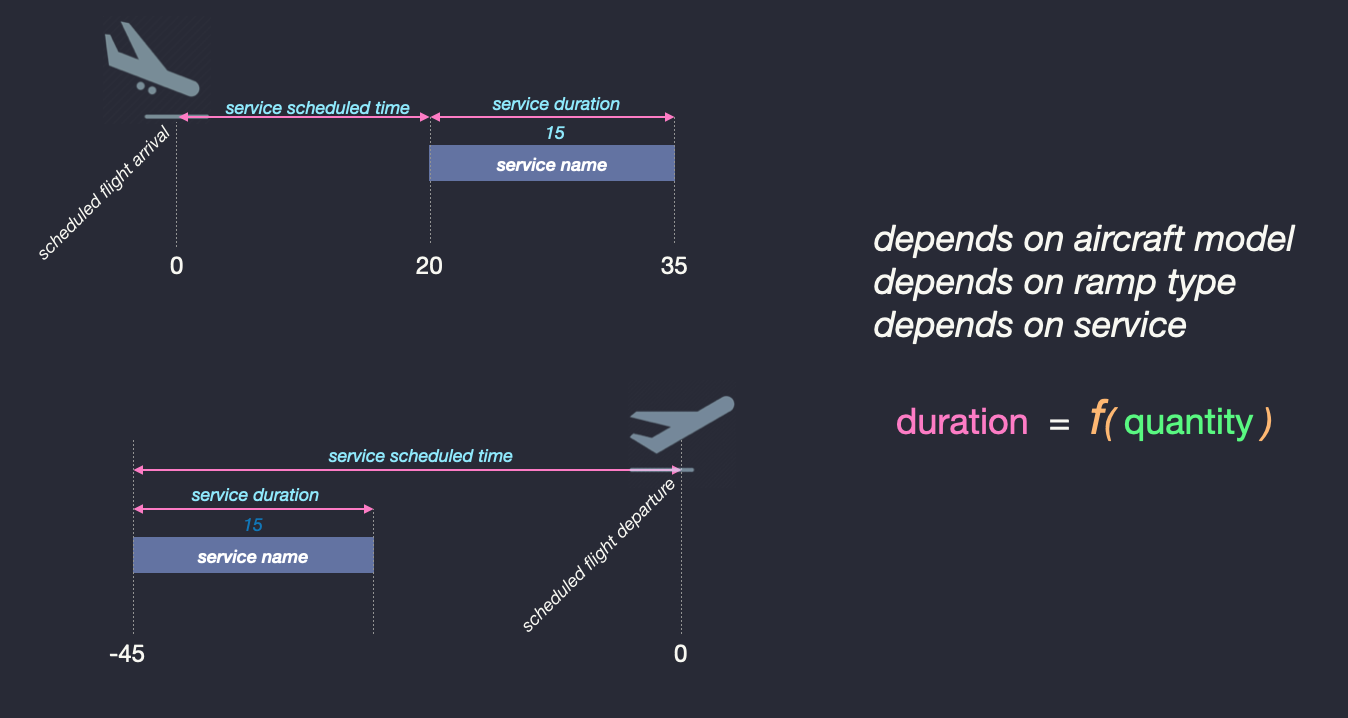 service scheduled time
service duration
15
service name
scheduled flight arrival
0
20
35
depends on aircraft model
depends on ramp type
depends on service
duration = f( quantity )
service scheduled time
service duration
15
service name
scheduled flight departure
-45
0